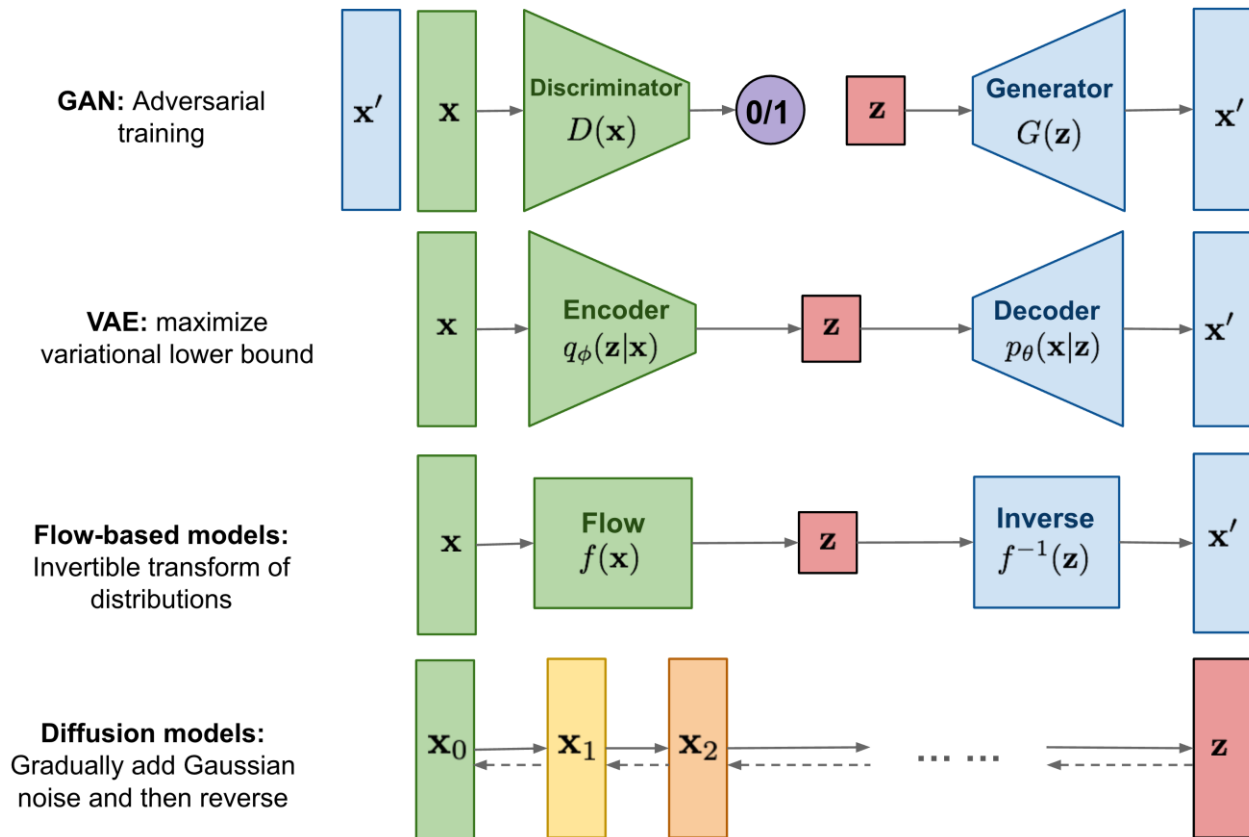 GAN: Adversarial
training
x′
x
Discriminator
D(x)
0/1
z
Generator
G(z)
x′
VAE: maximize
variational lower bound
x
Encoder
qϕ(z|x)
z
Decoder
pθ(x|z)
x′
Flow-based models:
Invertible transform of
distributions
x
Flow
f(x)
z
Inverse
f⁻¹(z)
x′
Diffusion models:
Gradually add Gaussian
noise and then reverse
x₀
x₁
x₂
... ...
z